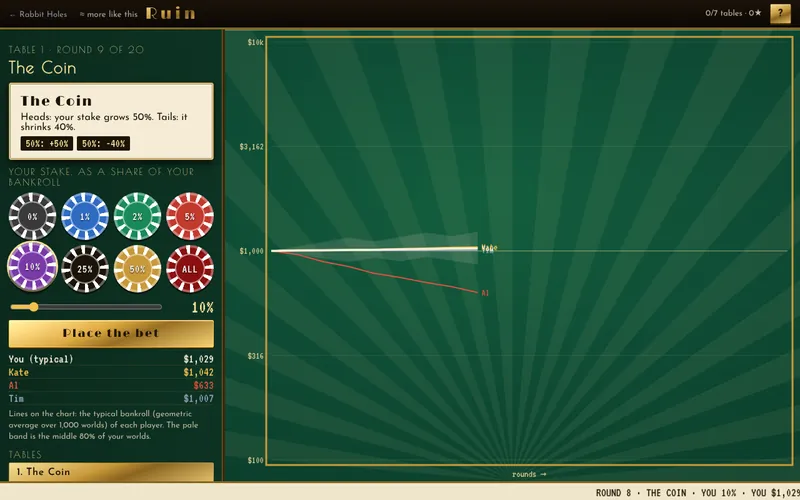 ← Rabbit Holes
≈ more like this
Ruin
0/7 tables · 0★
?
TABLE 1 · ROUND 9 OF 20
The Coin
The Coin
Heads: your stake grows 50%. Tails: it
shrinks 40%.
50%: +50%
50%: -40%
YOUR STAKE, AS A SHARE OF YOUR
BANKROLL
0%
1%
2%
5%
10%
25%
50%
ALL
10%
Place the bet
You (typical) $1,029
Kate $1,042
Al $633
Tim $1,007
Lines on the chart: the typical bankroll (geometric
average over 1,000 worlds) of each player. The pale
band is the middle 80% of your worlds.
TABLES
1. The Coin
$10k
$3,162
$1,000
$316
$100
Kate
Al
rounds →
ROUND 8 · THE COIN · YOU 10% · YOU $1,029